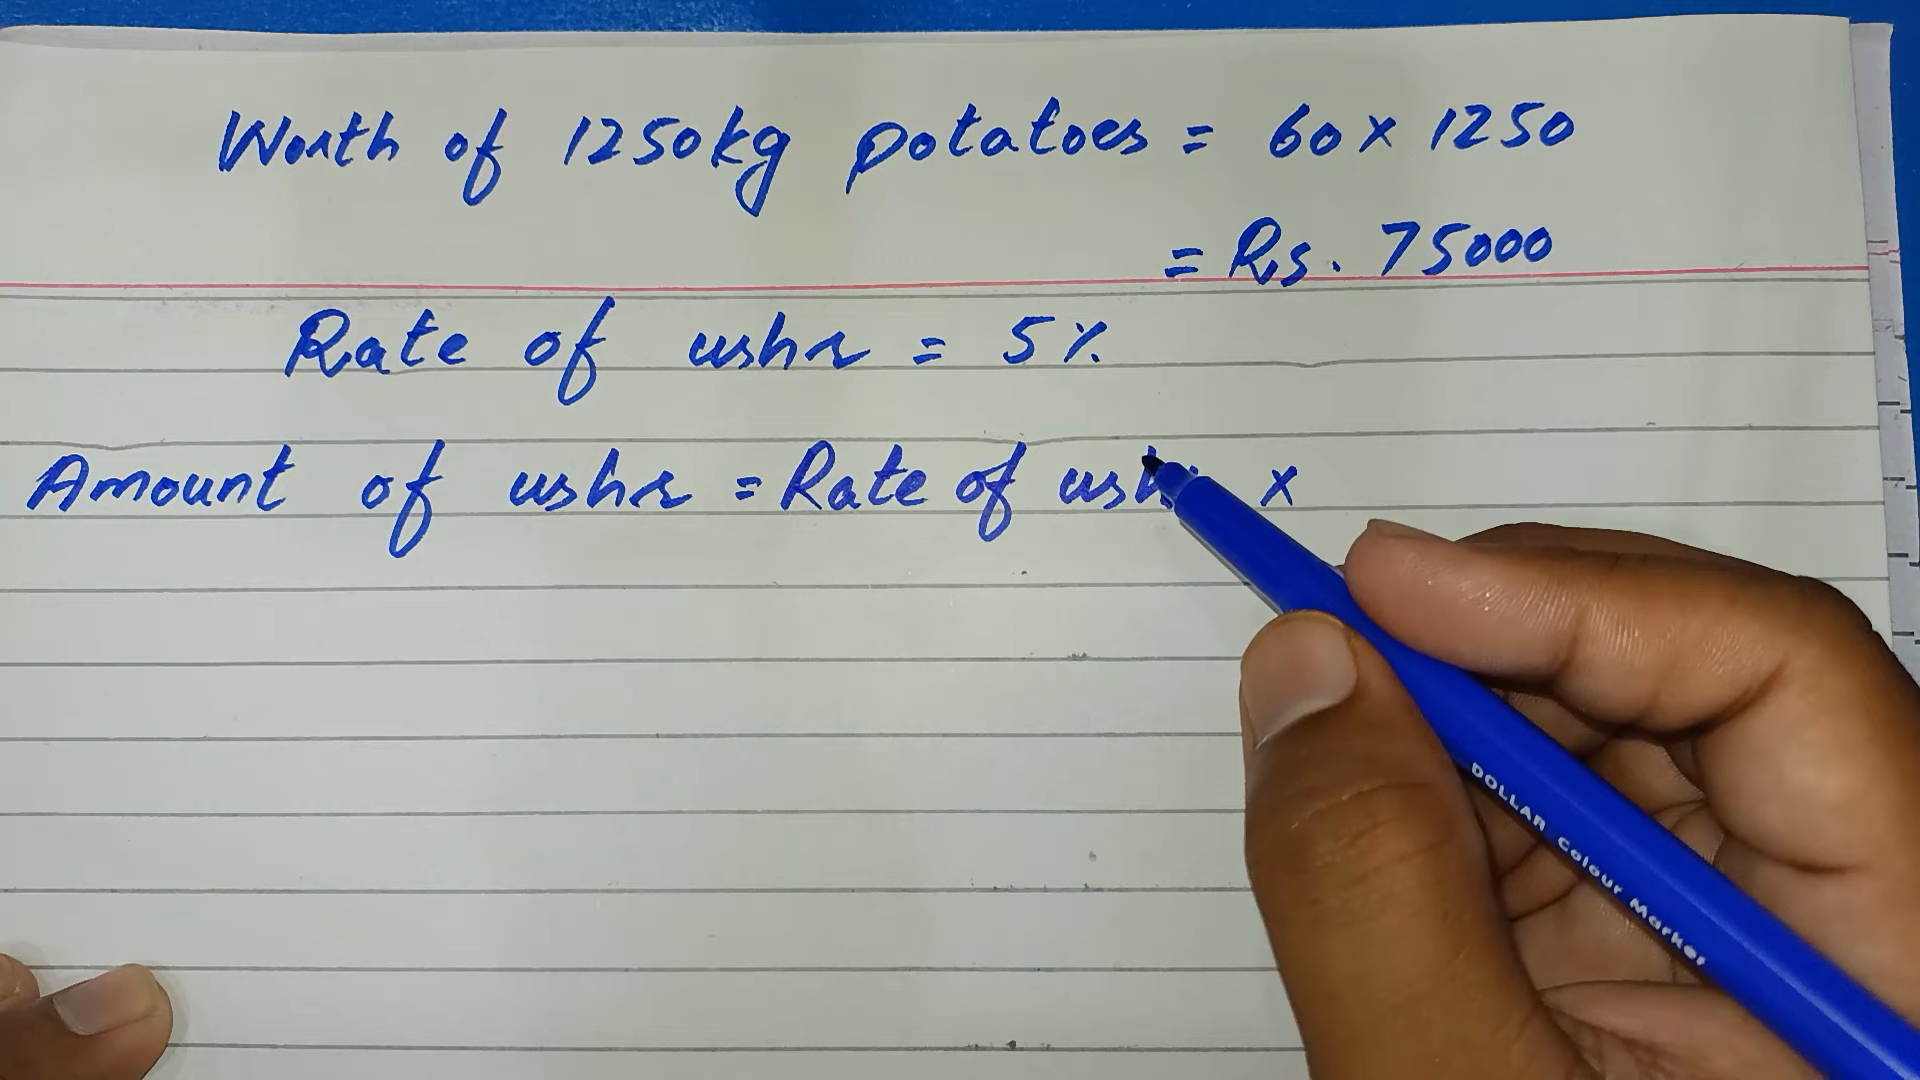 Worth of 1250kg potatoes = 60 x 1250
= Rs. 75000
Rate of ushr = 5%
Amount of ushr = Rate of ushr x
DOLLAR Colour Marker